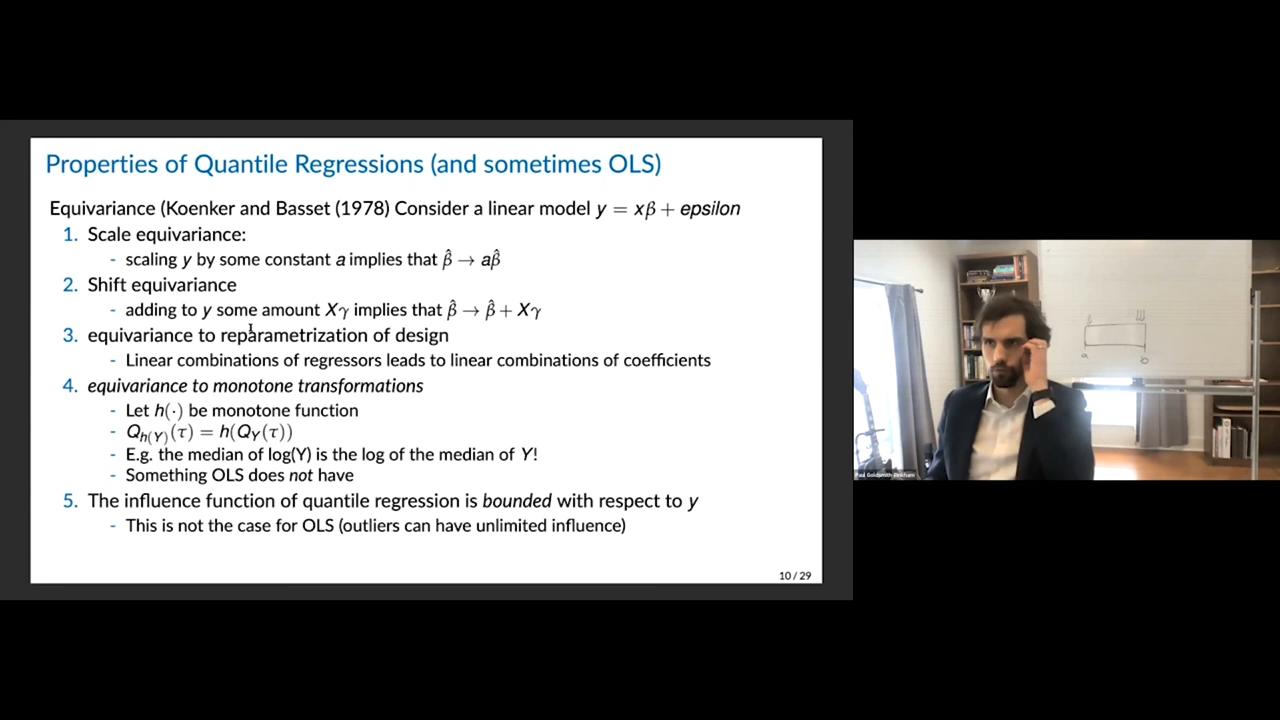 Properties of Quantile Regressions (and sometimes OLS)
Equivariance (Koenker and Basset (1978) Consider a linear model y = xβ + epsilon
1. Scale equivariance:
- scaling y by some constant a implies that β̂ → aβ̂
2. Shift equivariance
- adding to y some amount Xγ implies that β̂ → β̂ + Xγ
3. equivariance to reparametrization of design
- Linear combinations of regressors leads to linear combinations of coefficients
4. equivariance to monotone transformations
- Let h(·) be monotone function
- Q_{h(Y)}(τ) = h(Q_Y(τ))
- E.g. the median of log(Y) is the log of the median of Y!
- Something OLS does not have
5. The influence function of quantile regression is bounded with respect to y
- This is not the case for OLS (outliers can have unlimited influence)
10 / 29
Paul Goldsmith-Pinkham